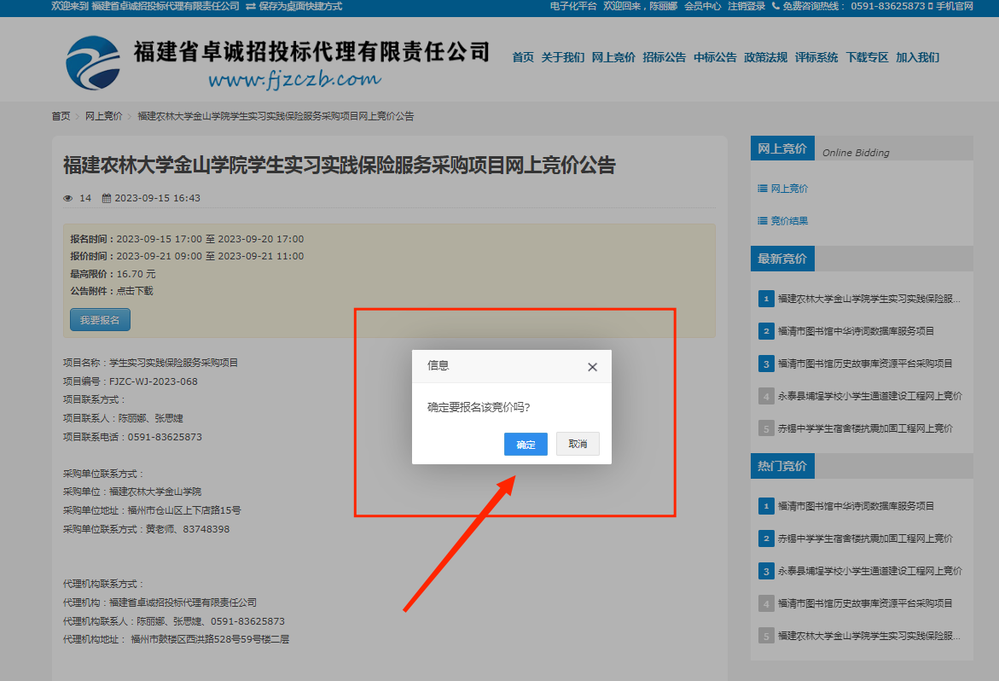 欢迎来到 福建省卓诚招投标代理有限责任公司 保存为桌面快捷方式
电子化平台 欢迎回来，陈丽娜 会员中心 注销登录 免费咨询热线： 0591-83625873 手机官网
福建省卓诚招投标代理有限责任公司
www.fjzczb.com
首页 关于我们 网上竞价 招标公告 中标公告 政策法规 评标系统 下载专区 加入我们
首页 > 网上竞价 > 福建农林大学金山学院学生实习实践保险服务采购项目网上竞价公告
福建农林大学金山学院学生实习实践保险服务采购项目网上竞价公告
14 2023-09-15 16:43
报名时间：2023-09-15 17:00 至 2023-09-20 17:00
报价时间：2023-09-21 09:00 至 2023-09-21 11:00
最高限价：16.70 元
公告附件：点击下载
我要报名
项目名称：学生实习实践保险服务采购项目
项目编号：FJZC-WJ-2023-068
项目联系方式：
项目联系人：陈丽娜、张思婕
项目联系电话：0591-83625873
采购单位联系方式：
采购单位：福建农林大学金山学院
采购单位地址：福州市仓山区上下店路15号
采购单位联系方式：黄老师、83748398
代理机构联系方式：
代理机构：福建省卓诚招投标代理有限责任公司
代理机构联系人：陈丽娜、张思婕、0591-83625873
代理机构地址： 福州市鼓楼区西洪路528号59号楼二层
信息
确定要报名该竞价吗?
确定 取消
网上竞价 Online Bidding
网上竞价
竞价结果
最新竞价
1 福建农林大学金山学院学生实习实践保险服...
2 福清市图书馆中华诗词数据库服务项目
3 福清市图书馆历史故事库资源平台采购项目
4 永泰县埔埕学校小学生通道建设工程网上竞价
5 赤锡中学学生宿舍楼抗震加固工程网上竞价
热门竞价
1 福清市图书馆中华诗词数据库服务项目
2 赤锡中学学生宿舍楼抗震加固工程网上竞价
3 永泰县埔埕学校小学生通道建设工程网上竞价
4 福清市图书馆历史故事库资源平台采购项目
5 福建农林大学金山学院学生实习实践保险服...